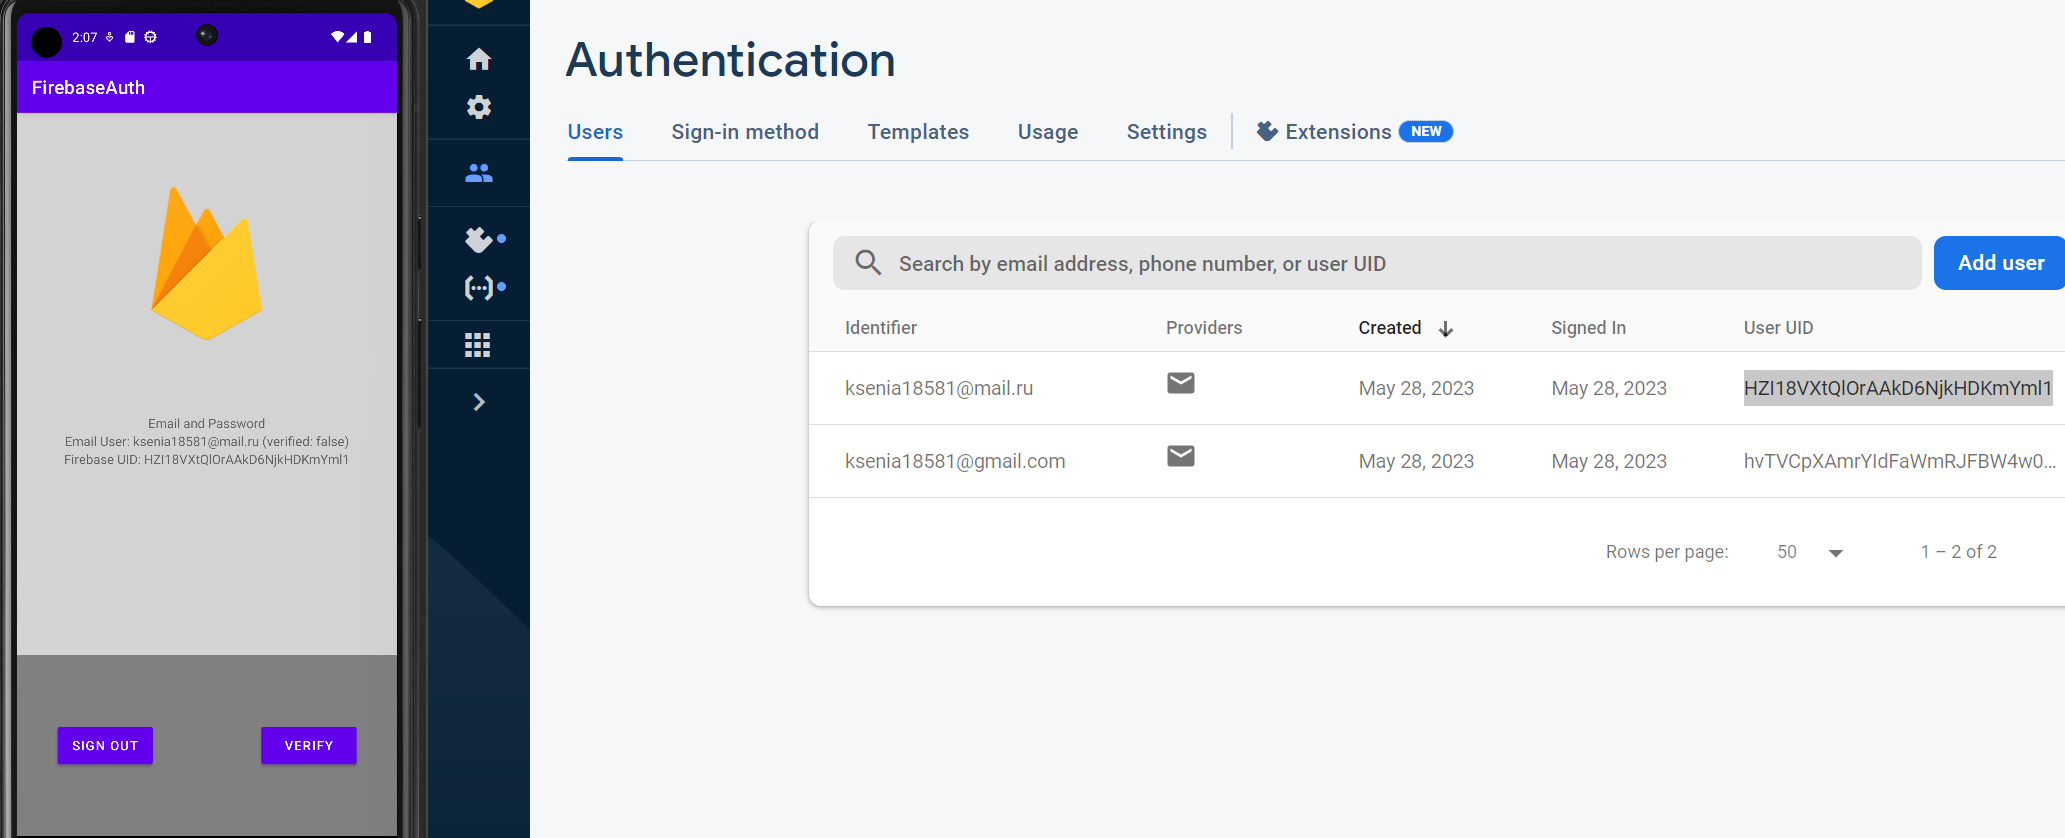 2:07
FirebaseAuth
Email and Password
Email User: ksenia18581@mail.ru (verified: false)
Firebase UID: HZI18VXtQlOrAAkD6NjkHDKmYml1
SIGN OUT
VERIFY
Authentication
Users
Sign-in method
Templates
Usage
Settings
Extensions NEW
Search by email address, phone number, or user UID
Add user
Identifier Providers Created Signed In User UID
ksenia18581@mail.ru May 28, 2023 May 28, 2023 HZI18VXtQlOrAAkD6NjkHDKmYml1
ksenia18581@gmail.com May 28, 2023 May 28, 2023 hvTVCpXAmrYIdFaWmRJFBW4w0...
Rows per page: 50 1 – 2 of 2